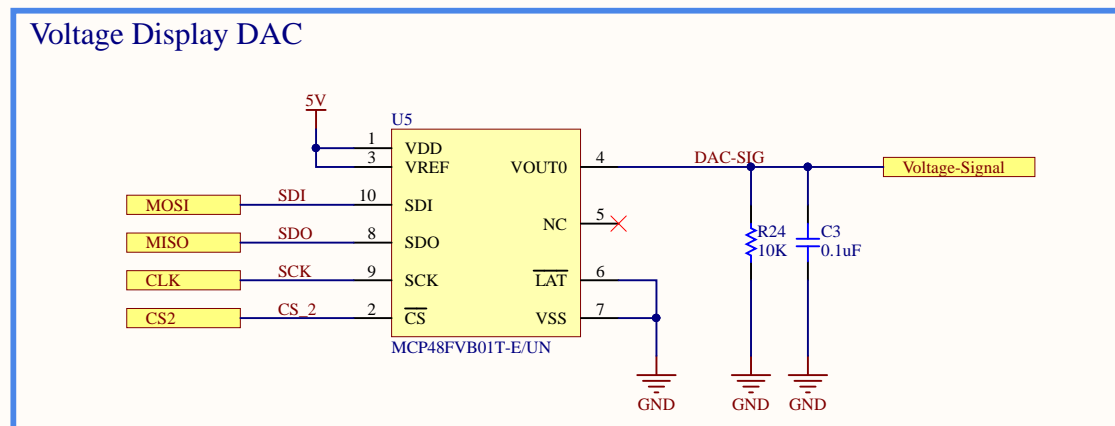 Voltage Display DAC
5V
U5
1 VDD
3 VREF
VOUT0 4
DAC-SIG
Voltage-Signal
MOSI SDI 10 SDI
NC 5
R24
10K
C3
0.1uF
MISO SDO 8 SDO
CLK SCK 9 SCK
LAT 6
CS2 CS_2 2 CS
VSS 7
MCP48FVB01T-E/UN
GND
GND
GND